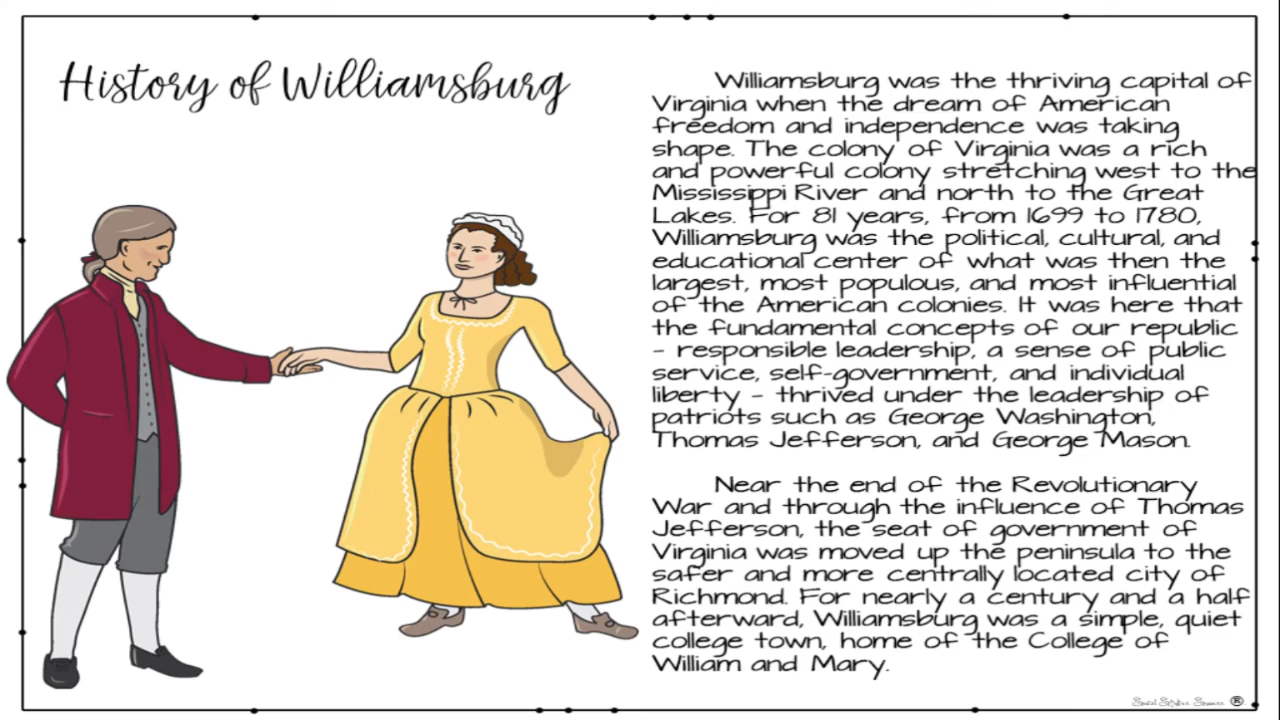 History of Williamsburg
Williamsburg was the thriving capital of
Virginia when the dream of American
freedom and independence was taking
shape. The colony of Virginia was a rich
and powerful colony stretching west to the
Mississippi River and north to the Great
Lakes. For 81 years, from 1699 to 1780,
Williamsburg was the political, cultural, and
educational center of what was then the
largest, most populous, and most influential
of the American colonies. It was here that
the fundamental concepts of our republic
– responsible leadership, a sense of public
service, self-government, and individual
liberty – thrived under the leadership of
patriots such as George Washington,
Thomas Jefferson, and George Mason.
Near the end of the Revolutionary
War and through the influence of Thomas
Jefferson, the seat of government of
Virginia was moved up the peninsula to the
safer and more centrally located city of
Richmond. For nearly a century and a half
afterward, Williamsburg was a simple, quiet
college town, home of the College of
William and Mary.
®